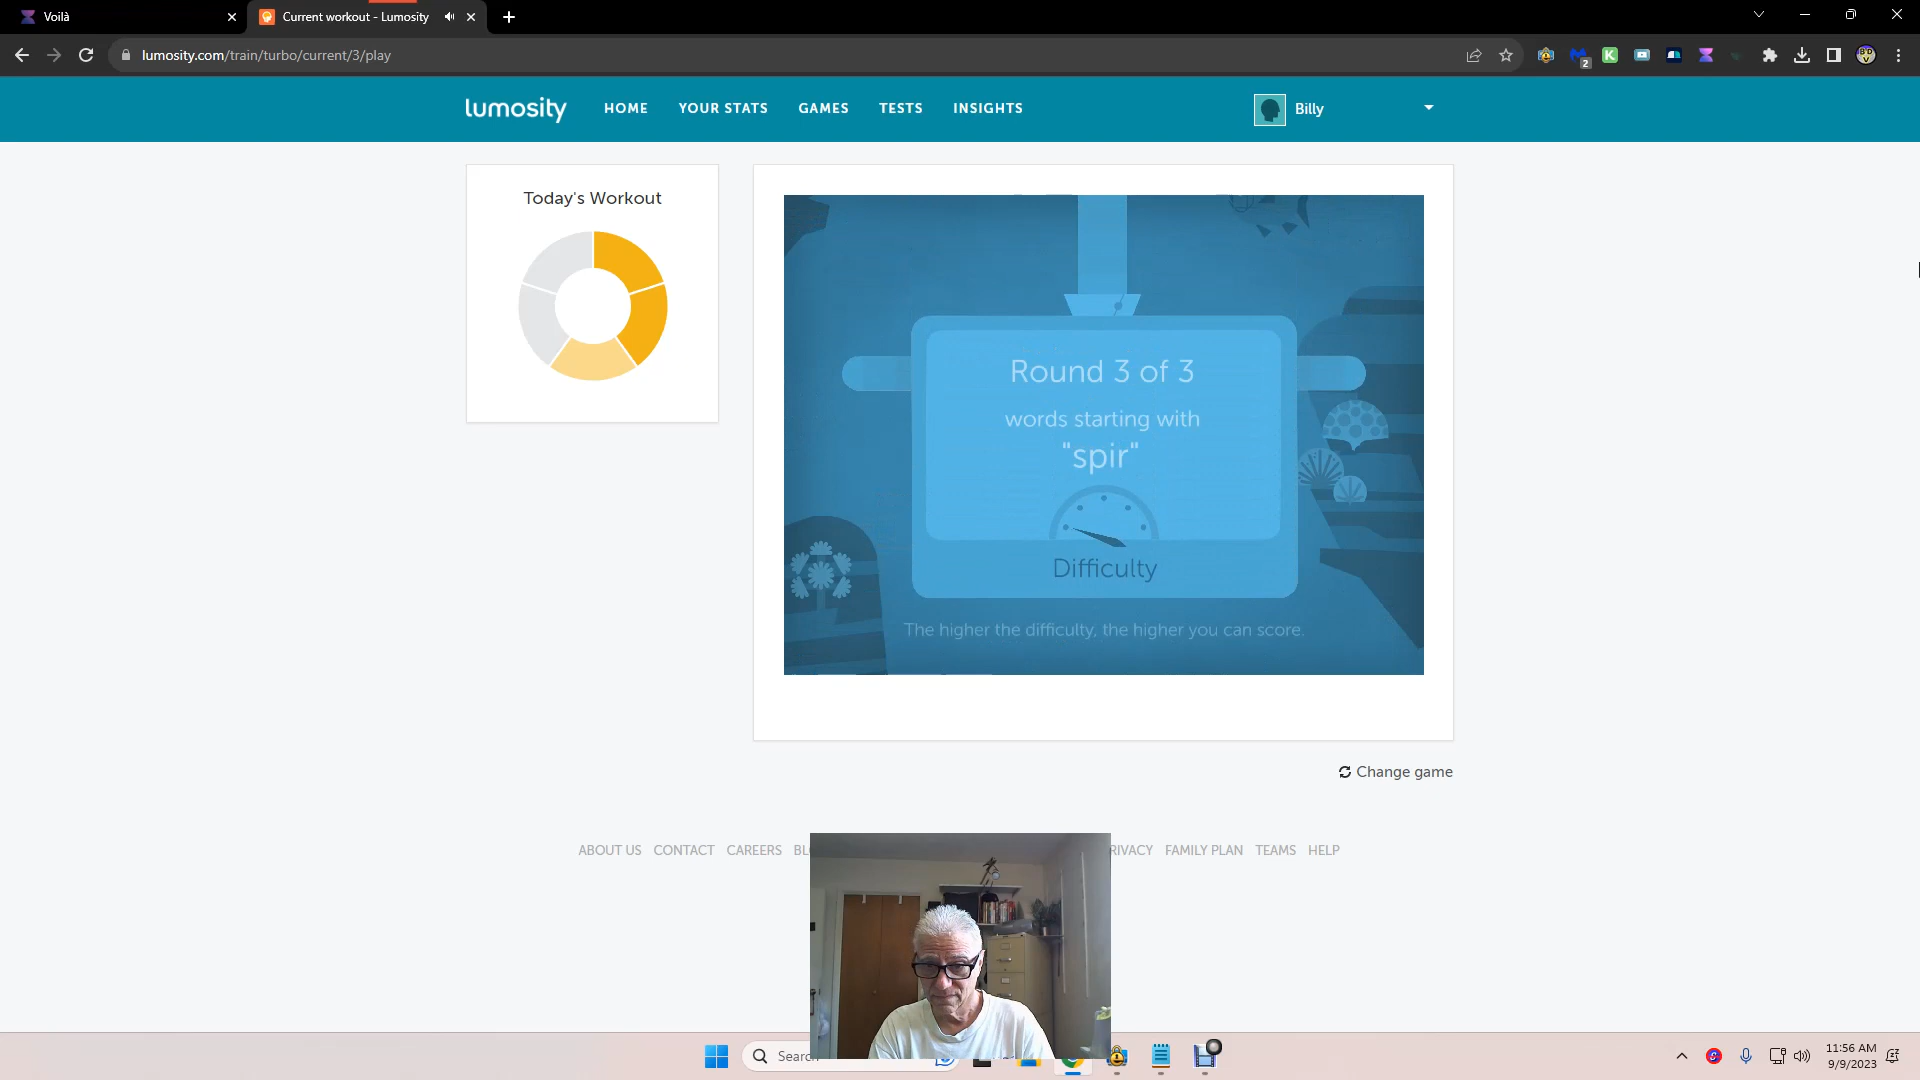 Voilà
Current workout - Lumosity
lumosity.com/train/turbo/current/3/play
2
lumosity
HOME
YOUR STATS
GAMES
TESTS
INSIGHTS
Billy
Today's Workout
Round 3 of 3
words starting with
"spir"
Difficulty
The higher the difficulty, the higher you can score.
Change game
ABOUT US
CONTACT
CAREERS
BL
RIVACY
FAMILY PLAN
TEAMS
HELP
Search
11:56 AM
9/9/2023